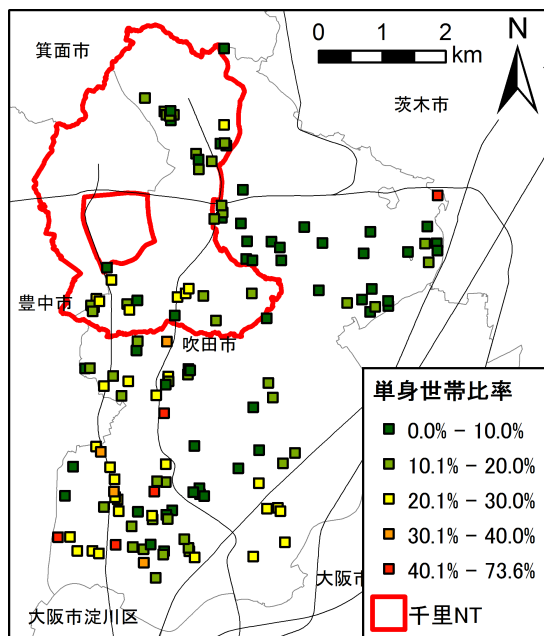 箕面市
0 1 2
km
N
茨木市
豊中市
吹田市
単身世帯比率
0.0% - 10.0%
10.1% - 20.0%
20.1% - 30.0%
30.1% - 40.0%
40.1% - 73.6%
千里NT
大阪市
大阪市淀川区